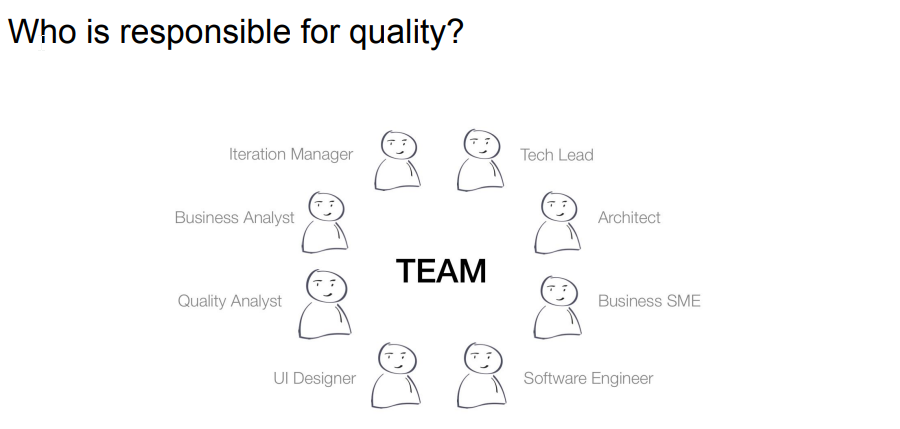 Who is responsible for quality?
Iteration Manager
Tech Lead
Business Analyst
Architect
TEAM
Quality Analyst
Business SME
UI Designer
Software Engineer